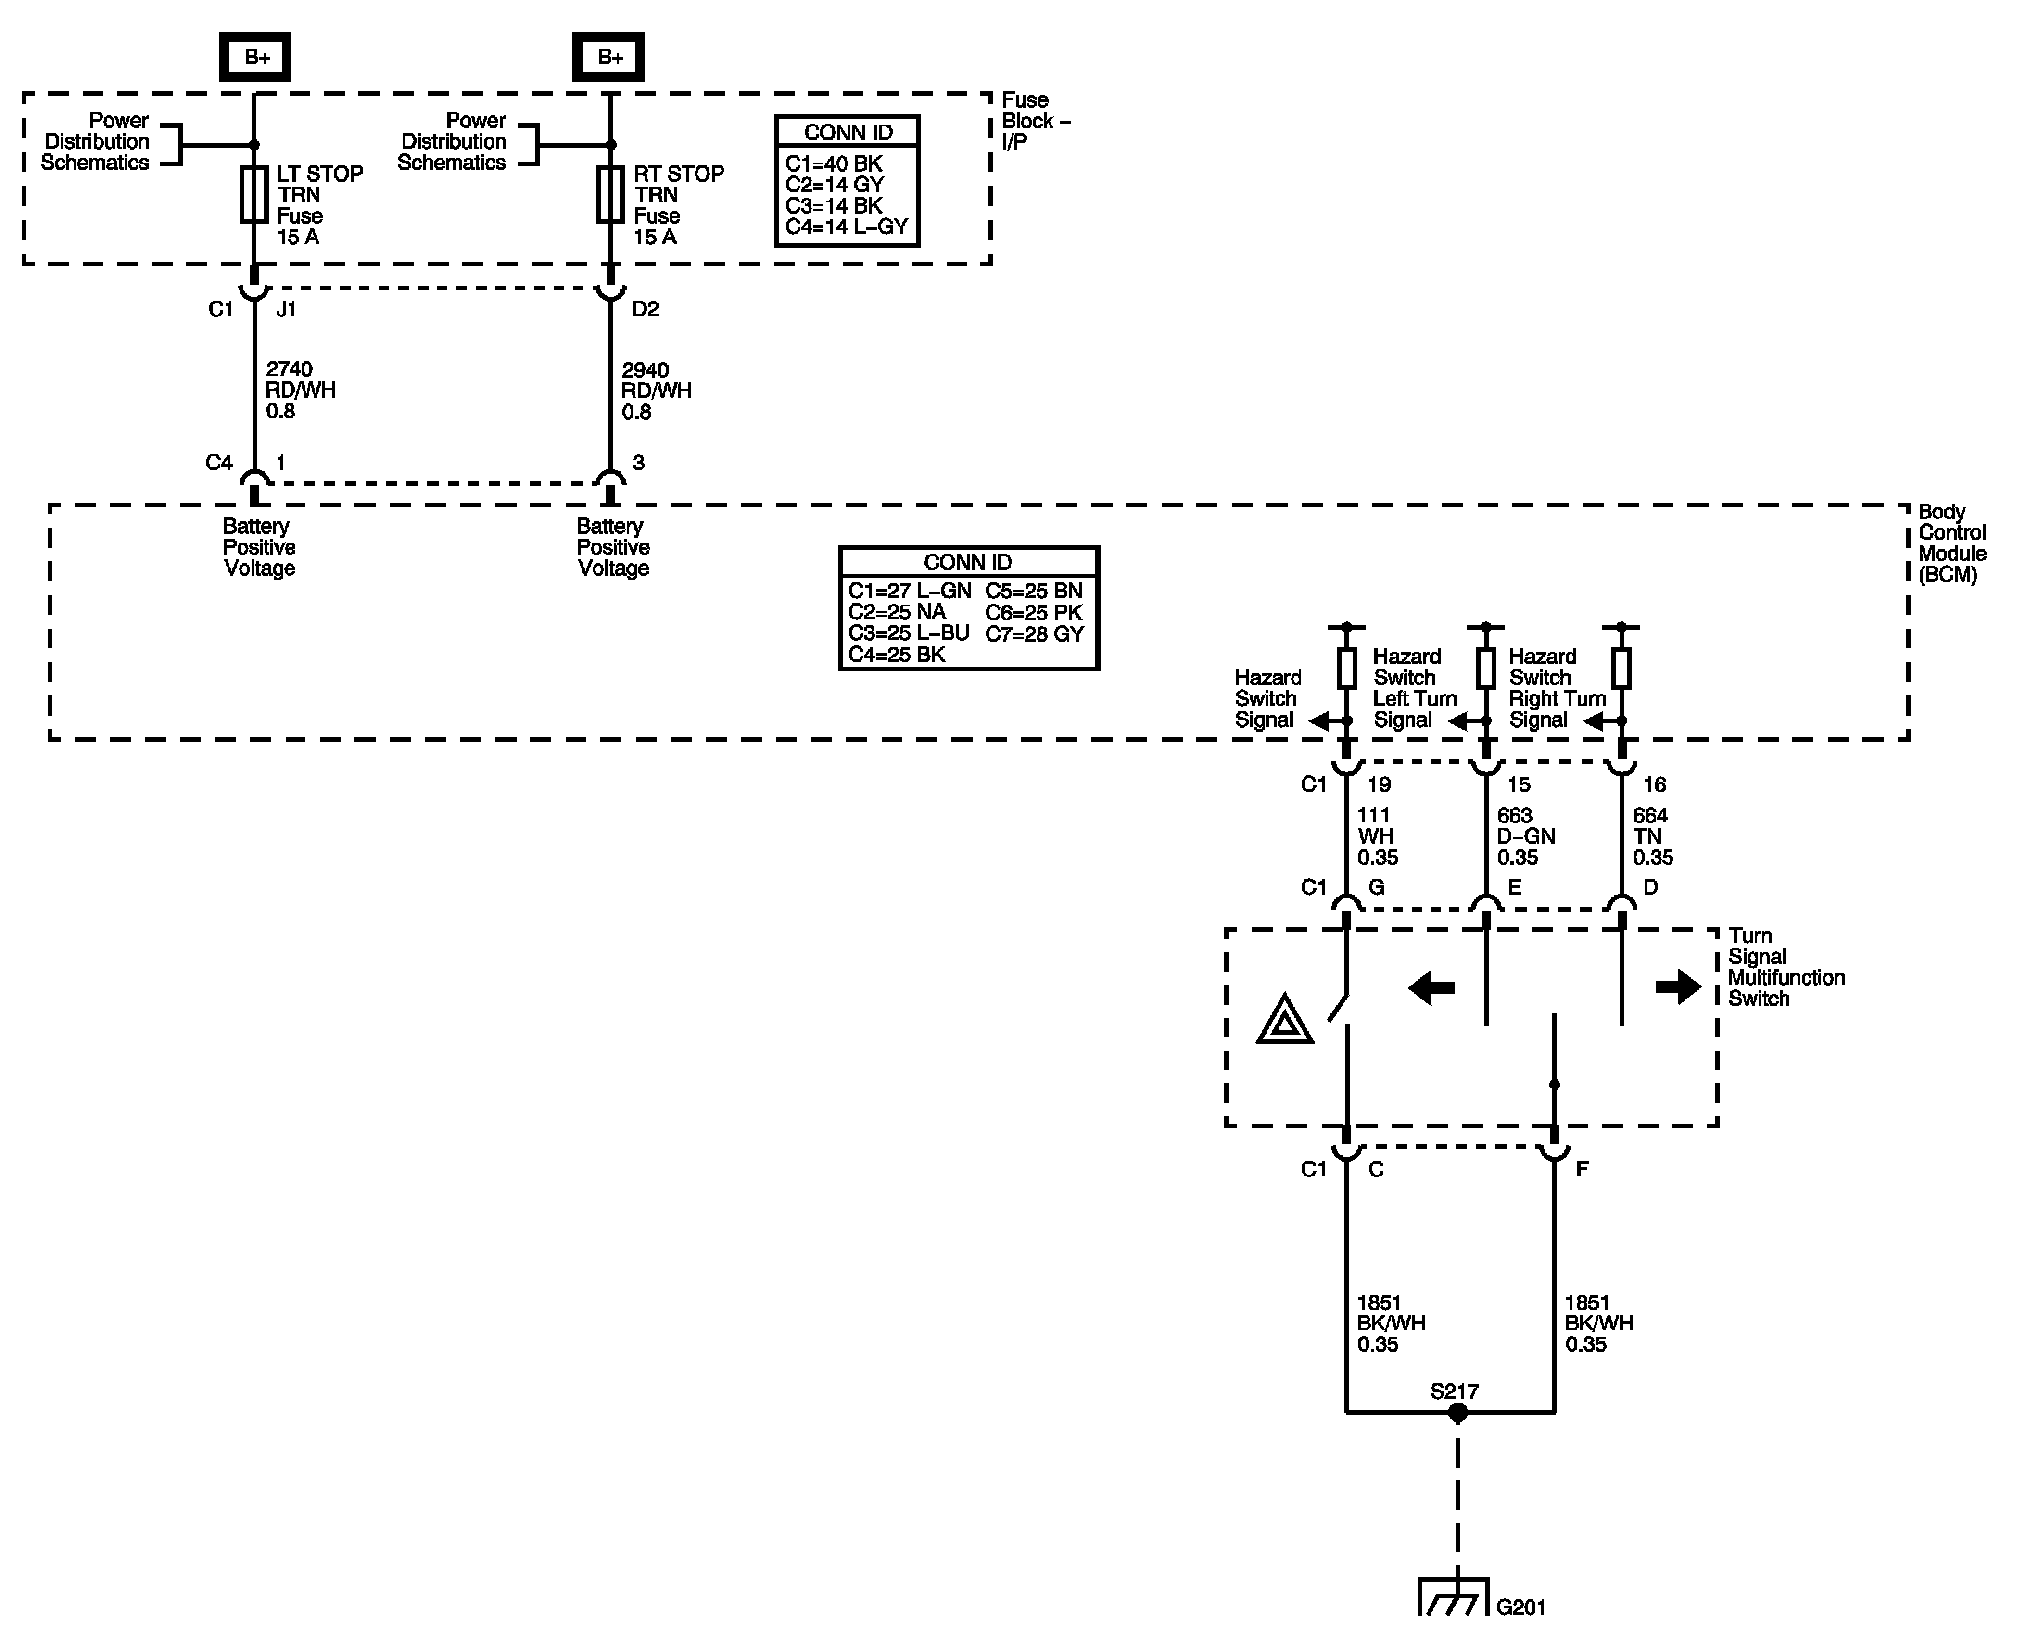 B+
B+
Power
Distribution
Schematics
LT STOP
TRN
Fuse
15 A
Power
Distribution
Schematics
RT STOP
TRN
Fuse
15 A
CONN ID
C1=40 BK
C2=14 GY
C3=14 BK
C4=14 L-GY
Fuse
Block -
I/P
C1
J1
D2
2740
RD/WH
0.8
2940
RD/WH
0.8
C4
1
3
Battery
Positive
Voltage
Battery
Positive
Voltage
CONN ID
C1=27 L-GN C5=25 BN
C2=25 NA C6=25 PK
C3=25 L-BU C7=28 GY
C4=25 BK
Body
Control
Module
(BCM)
Hazard
Switch
Signal
Hazard
Switch
Left Turn
Signal
Hazard
Switch
Right Turn
Signal
C1
19
15
16
111
WH
0.35
663
D-GN
0.35
664
TN
0.35
C1
G
E
D
Turn
Signal
Multifunction
Switch
C1
C
F
1851
BK/WH
0.35
1851
BK/WH
0.35
S217
G201